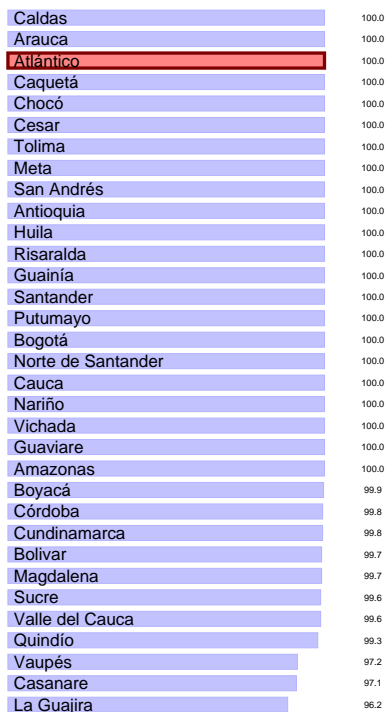 Caldas 100.0
Arauca 100.0
Atlántico 100.0
Caquetá 100.0
Chocó 100.0
Cesar 100.0
Tolima 100.0
Meta 100.0
San Andrés 100.0
Antioquia 100.0
Huila 100.0
Risaralda 100.0
Guainía 100.0
Santander 100.0
Putumayo 100.0
Bogotá 100.0
Norte de Santander 100.0
Cauca 100.0
Nariño 100.0
Vichada 100.0
Guaviare 100.0
Amazonas 100.0
Boyacá 99.9
Córdoba 99.8
Cundinamarca 99.8
Bolivar 99.7
Magdalena 99.7
Sucre 99.6
Valle del Cauca 99.6
Quindío 99.3
Vaupés 97.2
Casanare 97.1
La Guajira 96.2